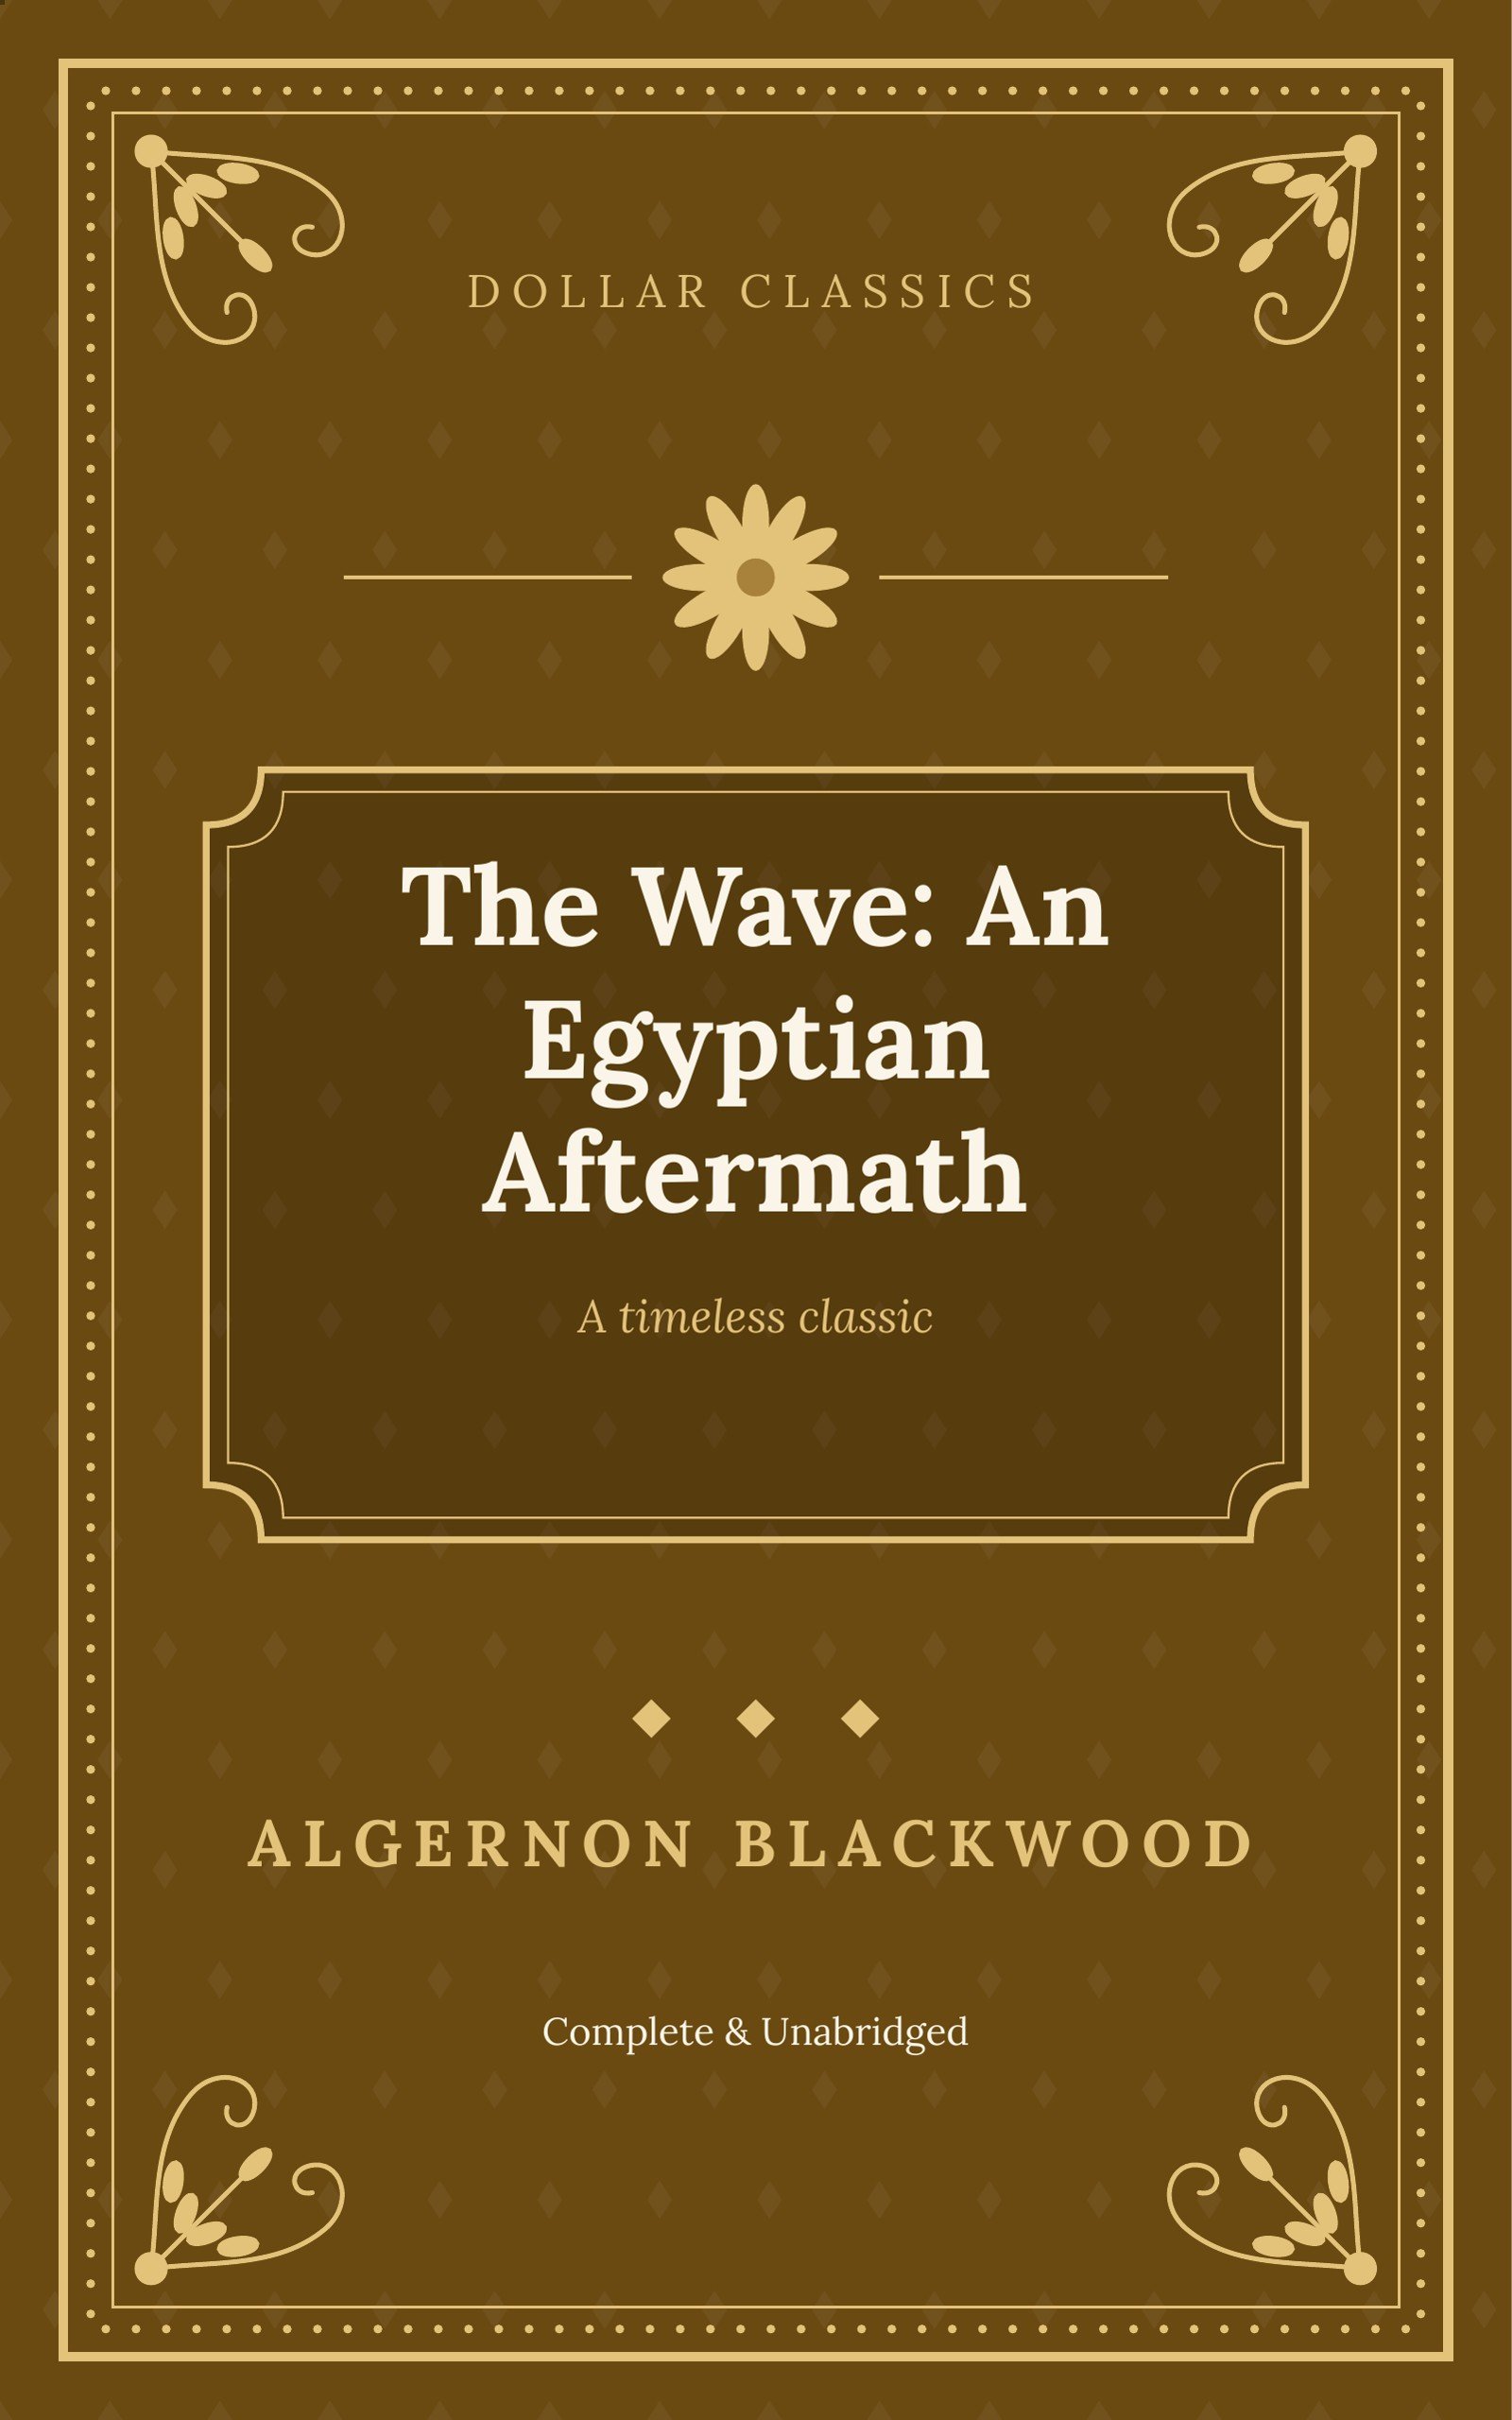 DOLLAR CLASSICS
The Wave: An
Egyptian
Aftermath
A timeless classic
ALGERNON BLACKWOOD
Complete & Unabridged